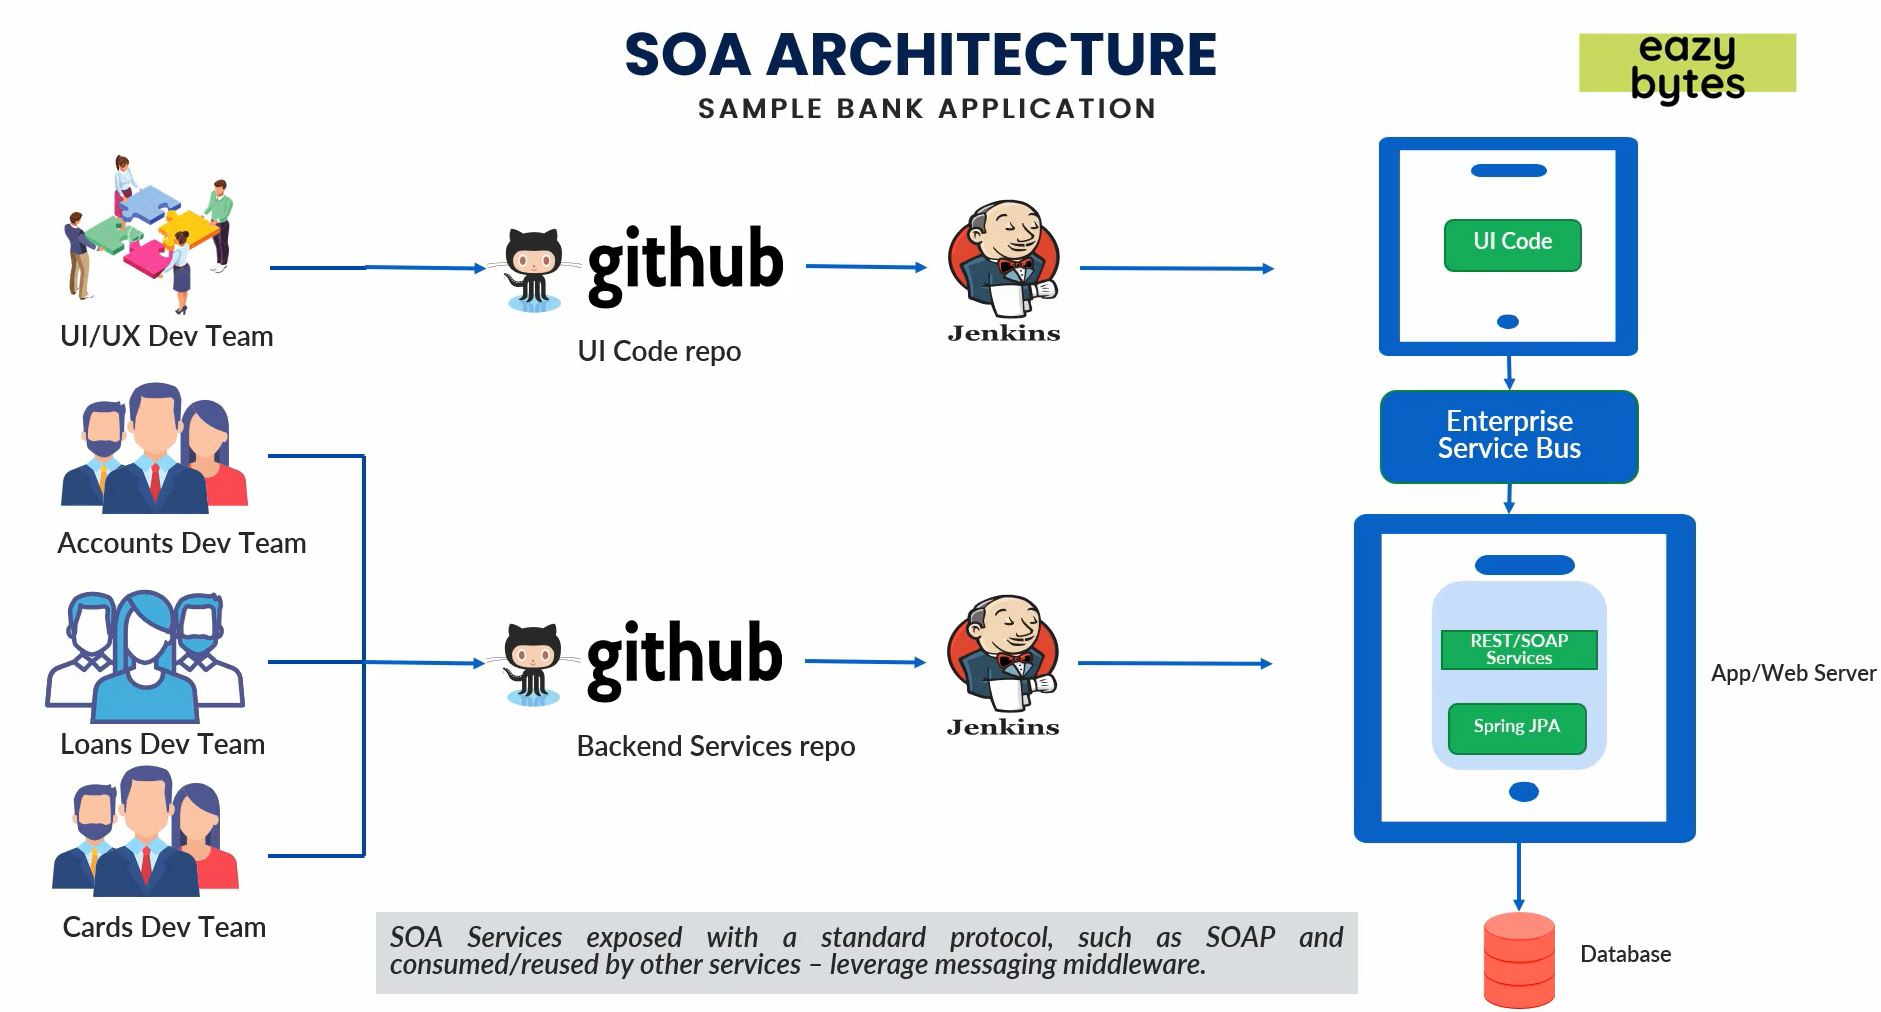 SOA ARCHITECTURE
SAMPLE BANK APPLICATION
eazy
bytes
UI/UX Dev Team
github
UI Code repo
Jenkins
UI Code
Enterprise
Service Bus
Accounts Dev Team
Loans Dev Team
Cards Dev Team
github
Backend Services repo
Jenkins
REST/SOAP
Services
Spring JPA
App/Web Server
Database
SOA Services exposed with a standard protocol, such as SOAP and
consumed/reused by other services – leverage messaging middleware.